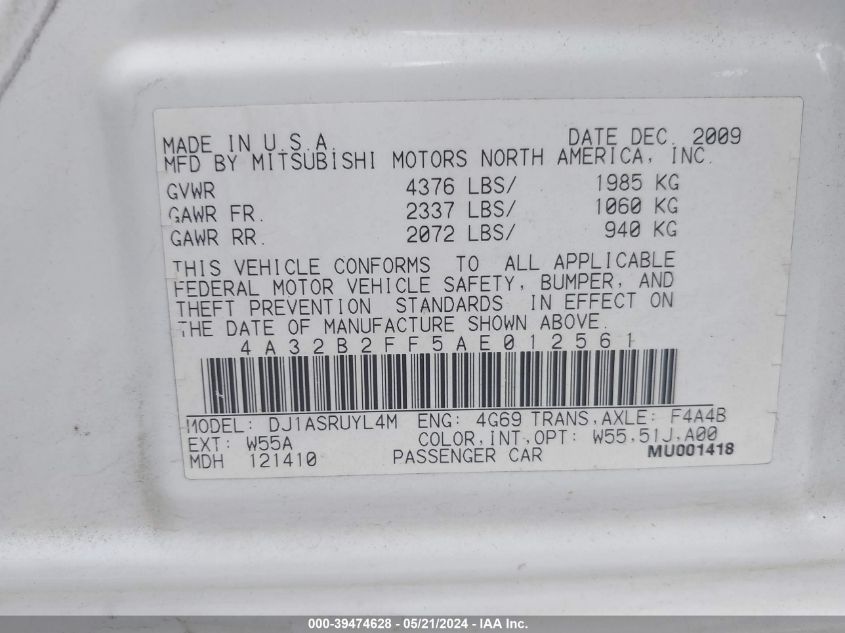 MADE IN U.S.A. DATE DEC. 2009
MFD BY MITSUBISHI MOTORS NORTH AMERICA, INC.
GVWR 4376 LBS/ 1985 KG
GAWR FR. 2337 LBS/ 1060 KG
GAWR RR. 2072 LBS/ 940 KG
THIS VEHICLE CONFORMS TO ALL APPLICABLE
FEDERAL MOTOR VEHICLE SAFETY, BUMPER, AND
THEFT PREVENTION STANDARDS IN EFFECT ON
THE DATE OF MANUFACTURE SHOWN ABOVE.
4A32B2FF5AE012561
MODEL: DJ1ASRUYL4M ENG: 4G69 TRANS,AXLE: F4A4B
EXT: W55A COLOR,INT,OPT: W55,51J,A00
MDH 121410 PASSENGER CAR MU001418
000-39474628 - 05/21/2024 - IAA Inc.